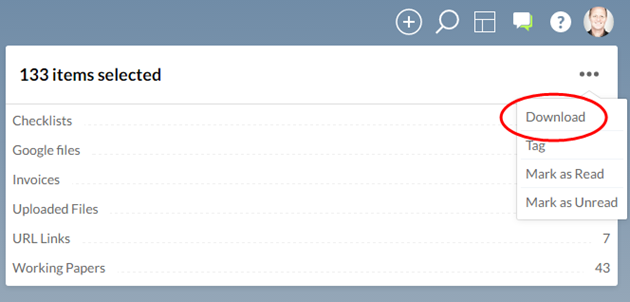 133 items selected
Checklists
Download
Google files
Tag
Invoices
Mark as Read
Uploaded Files
Mark as Unread
URL Links 7
Working Papers 43